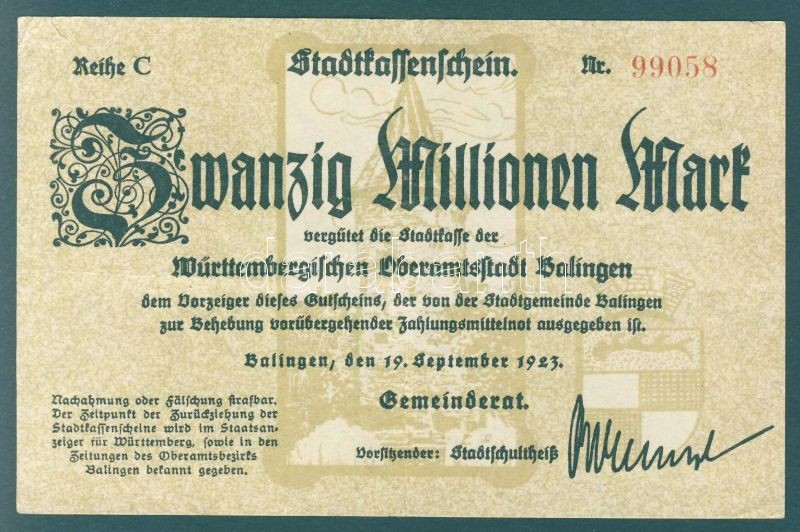 Reihe C
Stadtkassenschein.
Nr. 99058
Zwanzig Millionen Mark
vergütet die Stadtkasse der
Württembergischen Oberamtsstadt Balingen
dem Vorzeiger dieses Gutscheins, der von der Stadtgemeinde Balingen
zur Behebung vorübergehender Zahlungsmittelnot ausgegeben ist.
Balingen, den 19. September 1923.
Nachahmung oder Fälschung strafbar.
Der Zeitpunkt der Zurückziehung der
Stadtkassenscheine wird im Staatsan-
zeiger für Württemberg, sowie in den
Zeitungen des Oberamtsbezirks
Balingen bekannt gegeben.
Gemeinderat.
Vorsitzender: Stadtschultheiß